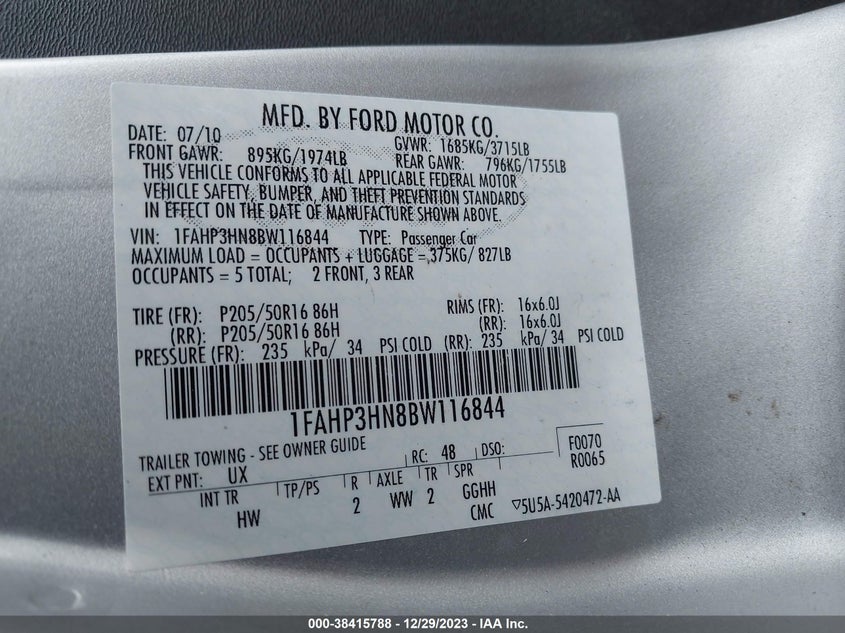 MFD. BY FORD MOTOR CO.
DATE: 07/10 GVWR: 1685KG/3715LB
FRONT GAWR: 895KG/1974LB REAR GAWR: 796KG/1755LB
THIS VEHICLE CONFORMS TO ALL APPLICABLE FEDERAL MOTOR
VEHICLE SAFETY, BUMPER, AND THEFT PREVENTION STANDARDS
IN EFFECT ON THE DATE OF MANUFACTURE SHOWN ABOVE.
VIN: 1FAHP3HN8BW116844 TYPE: Passenger Car
MAXIMUM LOAD = OCCUPANTS + LUGGAGE = 375KG/ 827LB
OCCUPANTS = 5 TOTAL; 2 FRONT, 3 REAR
TIRE (FR): P205/50R16 86H RIMS (FR): 16x6.0J
(RR): P205/50R16 86H (RR): 16x6.0J
PRESSURE (FR): 235 kPa/ 34 PSI COLD (RR): 235 kPa/ 34 PSI COLD
1FAHP3HN8BW116844
TRAILER TOWING - SEE OWNER GUIDE RC: 48 DSO: F0070
EXT PNT: UX R0065
INT TR TP/PS R AXLE TR SPR
HW 2 WW 2 GGHH
CMC ▽5U5A-5420472-AA
000-38415788 - 12/29/2023 - IAA Inc.